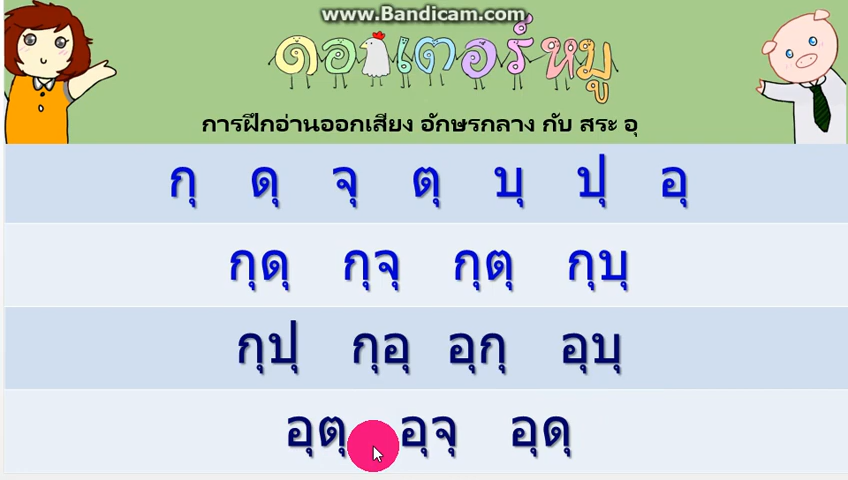 www.Bandicam.com
ดอกเตอร์หมู
การฝึกอ่านออกเสียง อักษรกลาง กับ สระ อุ
กุ ดุ จุ ตุ บุ ปุ อุ
กุดุ กุจุ กุตุ กุบุ
กุปุ กุอุ อุกุ อุบุ
อุตุ อุจุ อุดุ